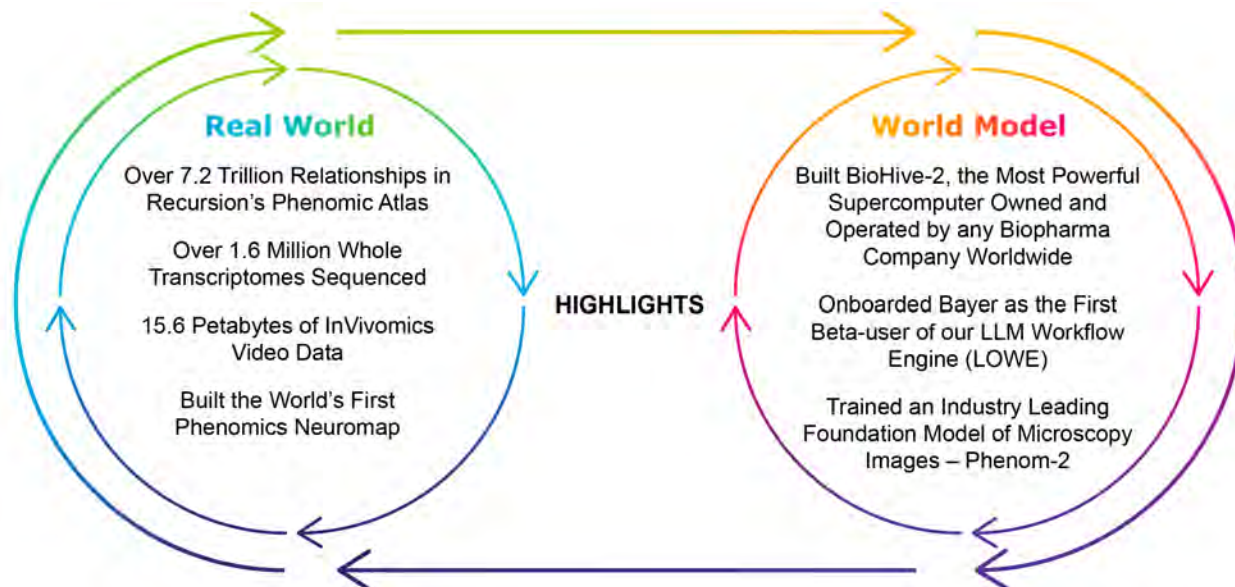 Real World
Over 7.2 Trillion Relationships in
Recursion's Phenomic Atlas
Over 1.6 Million Whole
Transcriptomes Sequenced
15.6 Petabytes of InVivomics
Video Data
Built the World's First
Phenomics Neuromap
HIGHLIGHTS
World Model
Built BioHive-2, the Most Powerful
Supercomputer Owned and
Operated by any Biopharma
Company Worldwide
Onboarded Bayer as the First
Beta-user of our LLM Workflow
Engine (LOWE)
Trained an Industry Leading
Foundation Model of Microscopy
Images – Phenom-2